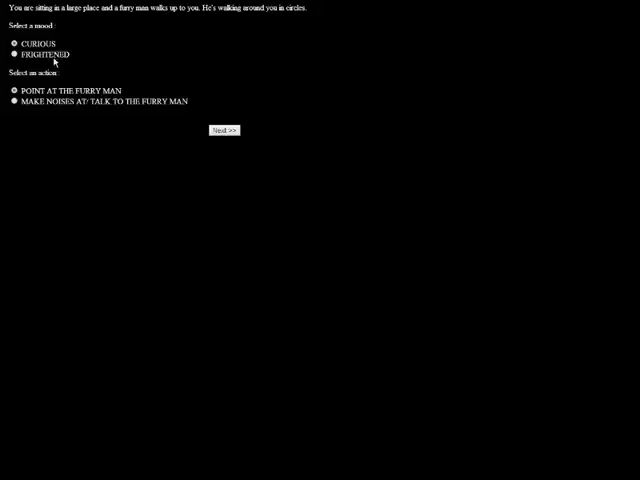 You are sitting in a large place and a furry man walks up to you. He's walking around you in circles.
Select a mood:
CURIOUS
FRIGHTENED
Select an action:
POINT AT THE FURRY MAN
MAKE NOISES AT/ TALK TO THE FURRY MAN
Next >>